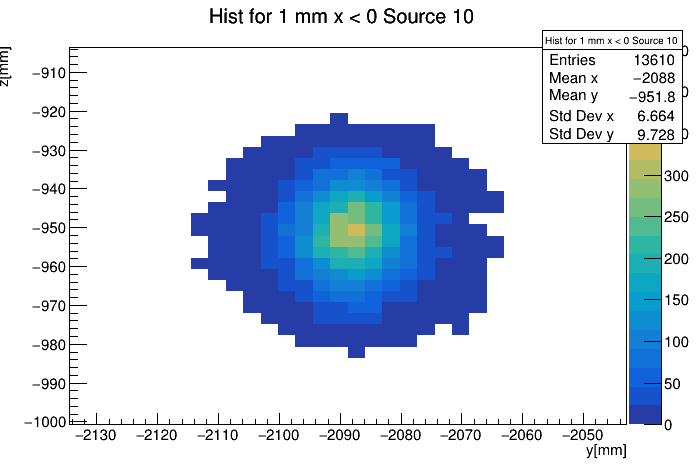 Hist for 1 mm x < 0 Source 10
z[mm]
Hist for 1 mm x < 0 Source 10
Entries 13610
Mean x −2088
Mean y −951.8
Std Dev x 6.664
Std Dev y 9.728
−910
−920
−930
−940
−950
−960
−970
−980
−990
−1000
300
250
200
150
100
50
0
−2130 −2120 −2110 −2100 −2090 −2080 −2070 −2060 −2050
y[mm]